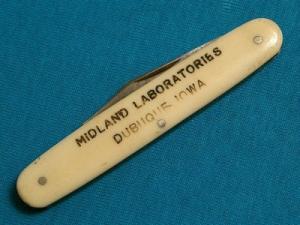 MIDLAND LABORATORIES
DUBUQUE, IOWA